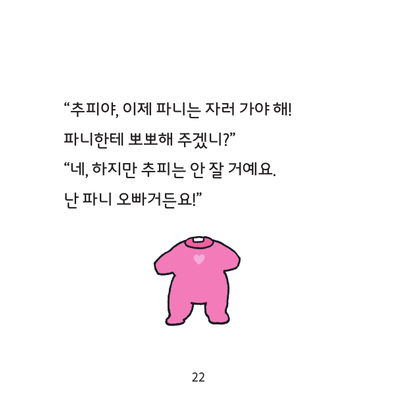 “추피야, 이제 파니는 자러 가야 해!
파니한테 뽀뽀해 주겠니?”
“네, 하지만 추피는 안 잘 거예요.
난 파니 오빠거든요!”
22